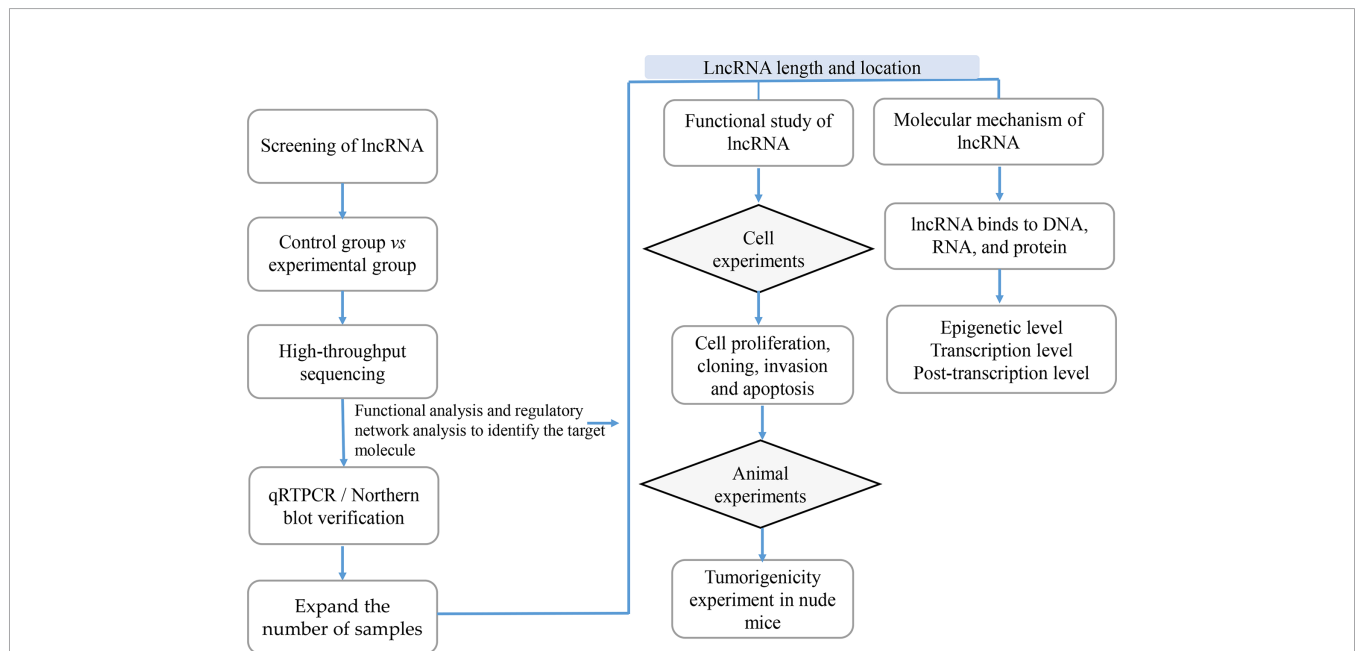 Screening of lncRNA
Control group vs
experimental group
High-throughput
sequencing
Functional analysis and regulatory
network analysis to identify the target
molecule
qRTPCR / Northern
blot verification
Expand the
number of samples
LncRNA length and location
Functional study of
lncRNA
Cell
experiments
Cell proliferation,
cloning, invasion
and apoptosis
Animal
experiments
Tumorigenicity
experiment in nude
mice
Molecular mechanism of
lncRNA
lncRNA binds to DNA,
RNA, and protein
Epigenetic level
Transcription level
Post-transcription level